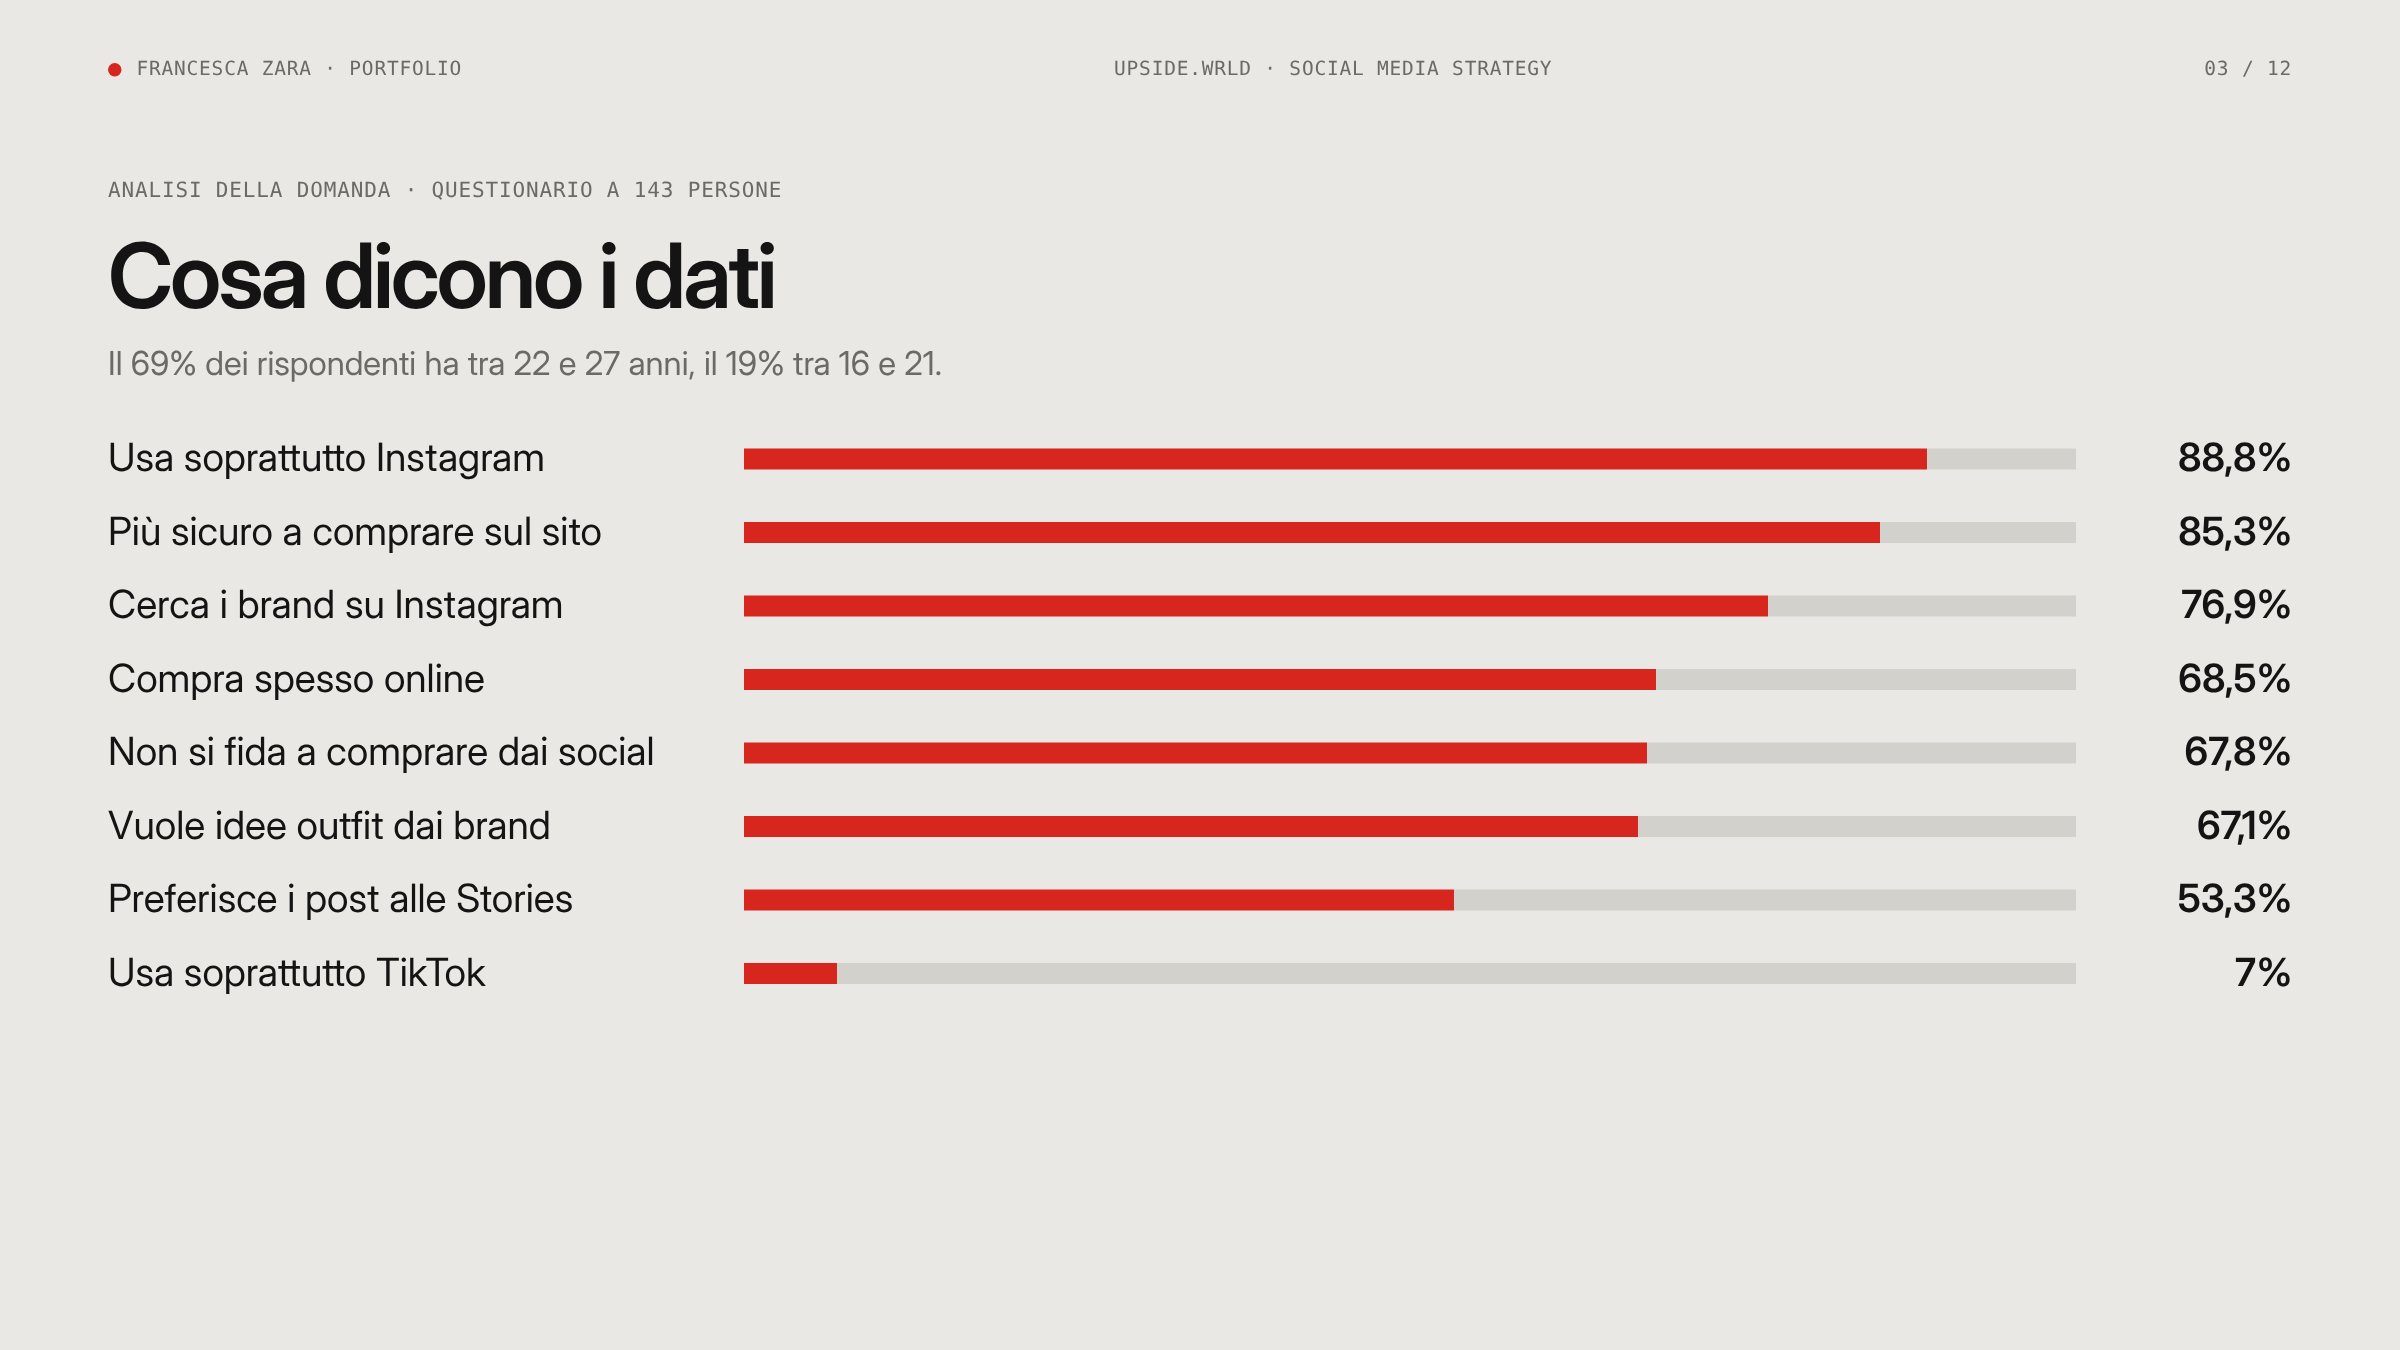 FRANCESCA ZARA · PORTFOLIO
UPSIDE.WRLD · SOCIAL MEDIA STRATEGY
03 / 12
ANALISI DELLA DOMANDA · QUESTIONARIO A 143 PERSONE
Cosa dicono i dati
Il 69% dei rispondenti ha tra 22 e 27 anni, il 19% tra 16 e 21.
Usa soprattutto Instagram 88,8%
Più sicuro a comprare sul sito 85,3%
Cerca i brand su Instagram 76,9%
Compra spesso online 68,5%
Non si fida a comprare dai social 67,8%
Vuole idee outfit dai brand 67,1%
Preferisce i post alle Stories 53,3%
Usa soprattutto TikTok 7%